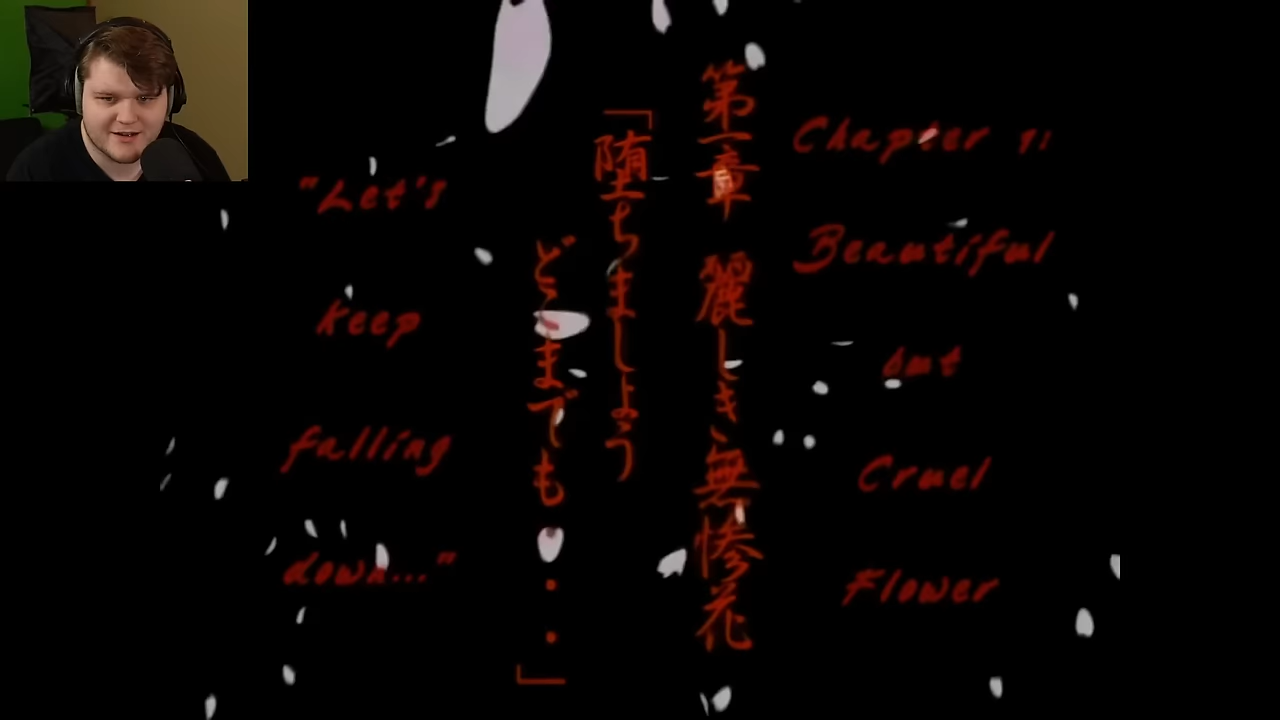 第一章 麗しき、無惨花
「堕ちましょう
どこまでも・・・」
Chapter 1:
Beautiful
but
Cruel
Flower
"Let's
keep
falling
down..."